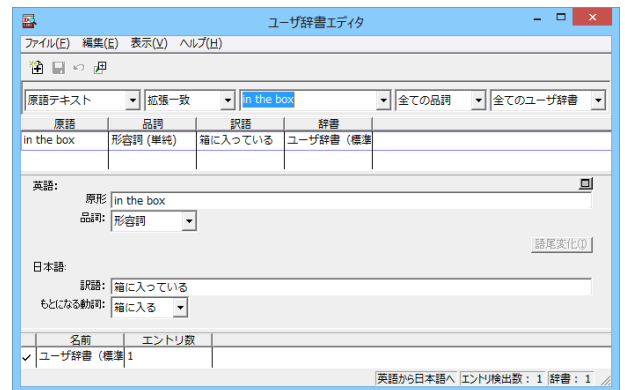 ユーザ辞書エディタ
ファイル(F) 編集(E) 表示(V) ヘルプ(H)
原語テキスト 拡張一致 in the box 全ての品詞 全てのユーザ辞書
原語 品詞 訳語 辞書
in the box 形容詞 (単純) 箱に入っている ユーザ辞書 (標準
英語:
原形 in the box
品詞: 形容詞
語尾変化(I)
日本語:
訳語: 箱に入っている
もとになる動詞: 箱に入る
名前 エントリ数
✓ ユーザ辞書 (標準 1
英語から日本語へ エントリ検出数: 1 辞書: 1